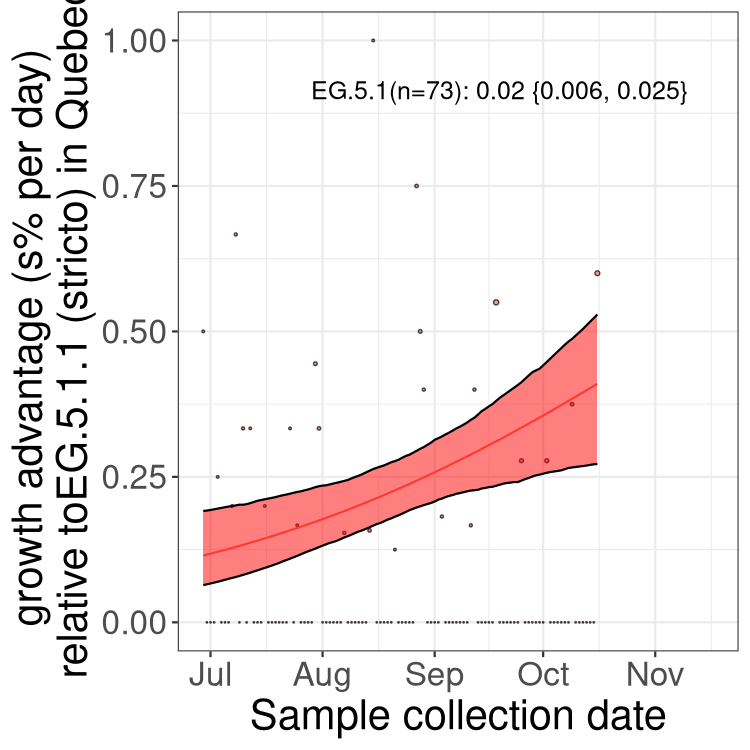 growth advantage (s% per day)
relative toEG.5.1.1 (stricto) in Quebec
1.00
0.75
0.50
0.25
0.00
EG.5.1(n=73): 0.02 {0.006, 0.025}
Jul Aug Sep Oct Nov
Sample collection date